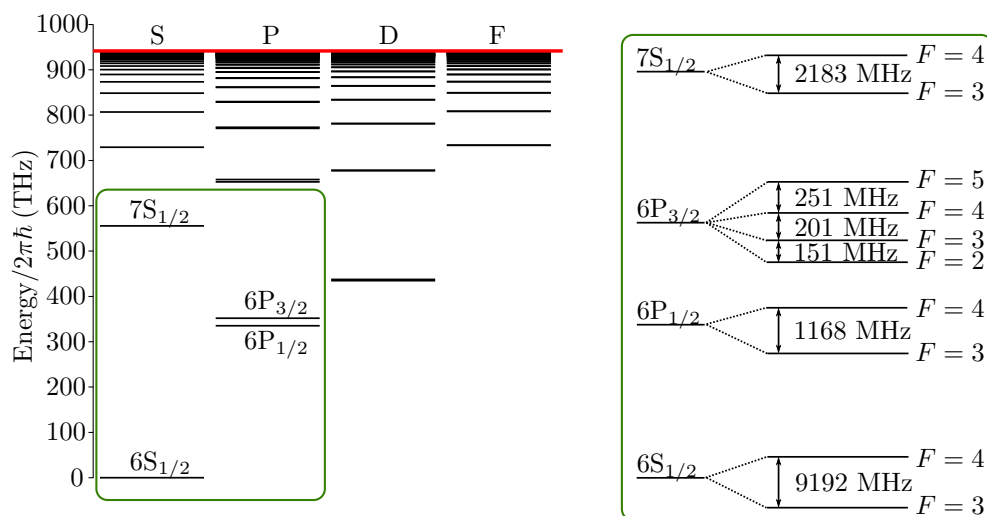 Energy/2πℏ (THz)
1000
900
800
700
600
500
400
300
200
100
0
S P D F
7S1/2
6P3/2
6P1/2
6S1/2
7S1/2
F = 4
2183 MHz
F = 3
6P3/2
F = 5
251 MHz
F = 4
201 MHz
F = 3
151 MHz
F = 2
6P1/2
F = 4
1168 MHz
F = 3
6S1/2
F = 4
9192 MHz
F = 3